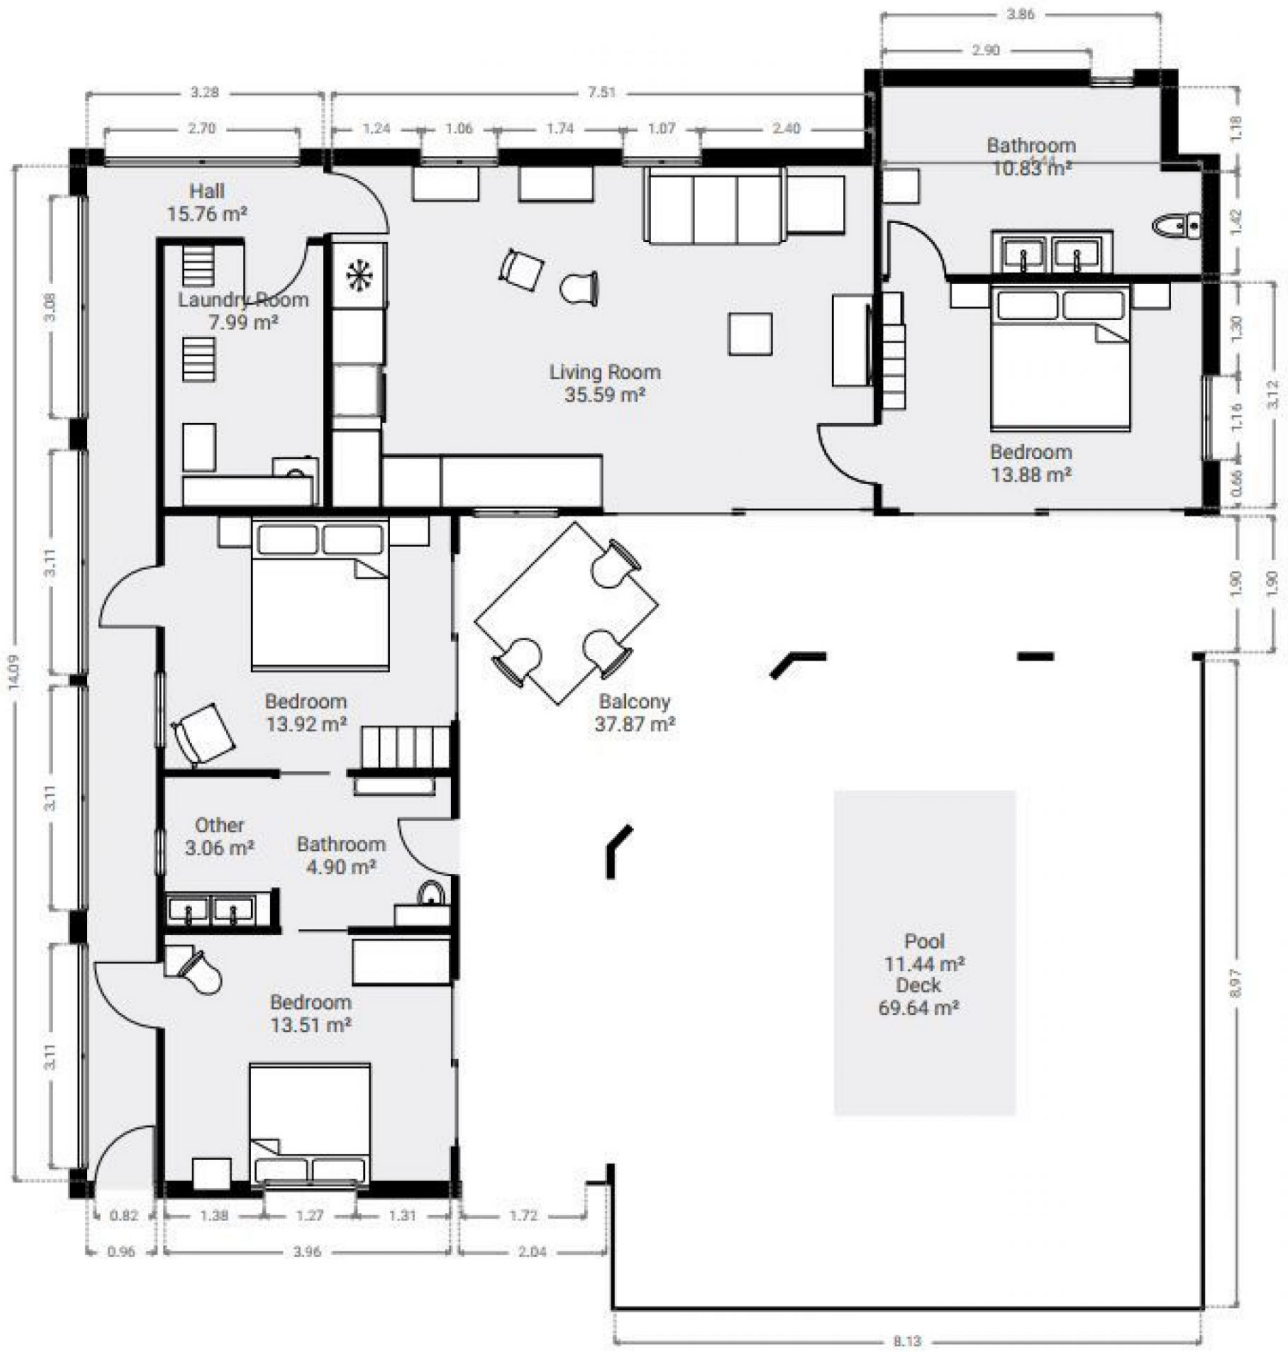 3.86
2.90
3.28
7.51
2.70
1.24
1.06
1.74
1.07
2.40
1.18
Bathroom
10.83 m²
4.44
Hall
15.76 m²
1.42
Laundry Room
7.99 m²
3.08
1.30
Living Room
35.59 m²
3.12
1.16
Bedroom
13.88 m²
0.66
3.11
1.90
1.90
14.09
Bedroom
13.92 m²
Balcony
37.87 m²
3.11
Other
3.06 m²
Bathroom
4.90 m²
Pool
11.44 m²
Deck
69.64 m²
8.97
Bedroom
13.51 m²
3.11
0.82
1.38
1.27
1.31
1.72
0.96
3.96
2.04
8.13